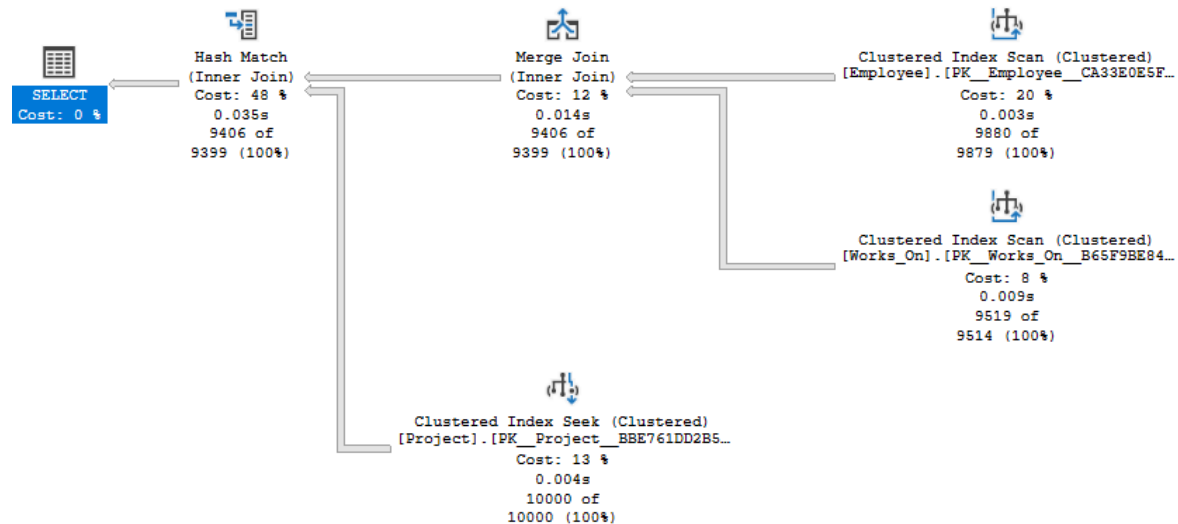 SELECT
Cost: 0 %
Hash Match
(Inner Join)
Cost: 48 %
0.035s
9406 of
9399 (100%)
Merge Join
(Inner Join)
Cost: 12 %
0.014s
9406 of
9399 (100%)
Clustered Index Scan (Clustered)
[Employee].[PK__Employee__CA33E0E5F…
Cost: 20 %
0.003s
9880 of
9879 (100%)
Clustered Index Scan (Clustered)
[Works_On].[PK__Works_On__B65F9BE84…
Cost: 8 %
0.009s
9519 of
9514 (100%)
Clustered Index Seek (Clustered)
[Project].[PK__Project__BBE761DD2B5…
Cost: 13 %
0.004s
10000 of
10000 (100%)